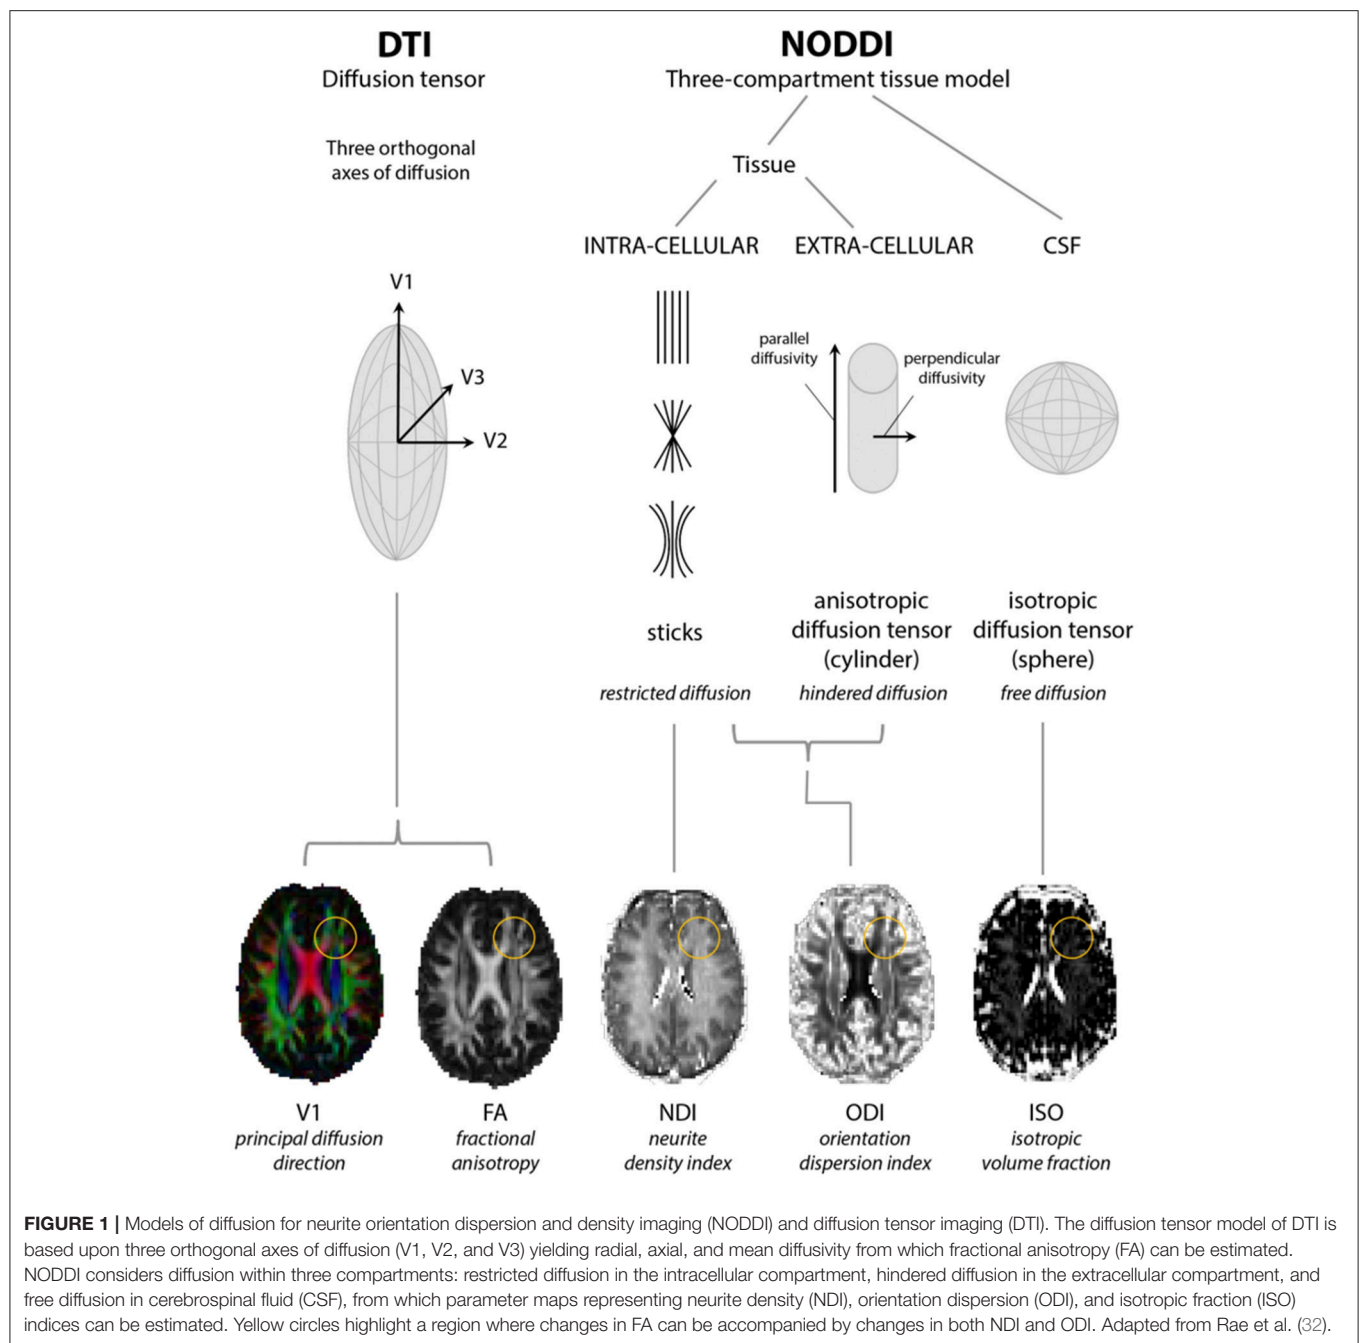 DTI
Diffusion tensor
Three orthogonal
axes of diffusion
V1
V3
V2
NODDI
Three-compartment tissue model
Tissue
INTRA-CELLULAR
EXTRA-CELLULAR
CSF
parallel
diffusivity
perpendicular
diffusivity
sticks
restricted diffusion
anisotropic
diffusion tensor
(cylinder)
hindered diffusion
isotropic
diffusion tensor
(sphere)
free diffusion
V1
principal diffusion
direction
FA
fractional
anisotropy
NDI
neurite
density index
ODI
orientation
dispersion index
ISO
isotropic
volume fraction
FIGURE 1 | Models of diffusion for neurite orientation dispersion and density imaging (NODDI) and diffusion tensor imaging (DTI). The diffusion tensor model of DTI is
based upon three orthogonal axes of diffusion (V1, V2, and V3) yielding radial, axial, and mean diffusivity from which fractional anisotropy (FA) can be estimated.
NODDI considers diffusion within three compartments: restricted diffusion in the intracellular compartment, hindered diffusion in the extracellular compartment, and
free diffusion in cerebrospinal fluid (CSF), from which parameter maps representing neurite density (NDI), orientation dispersion (ODI), and isotropic fraction (ISO)
indices can be estimated. Yellow circles highlight a region where changes in FA can be accompanied by changes in both NDI and ODI. Adapted from Rae et al. (32).